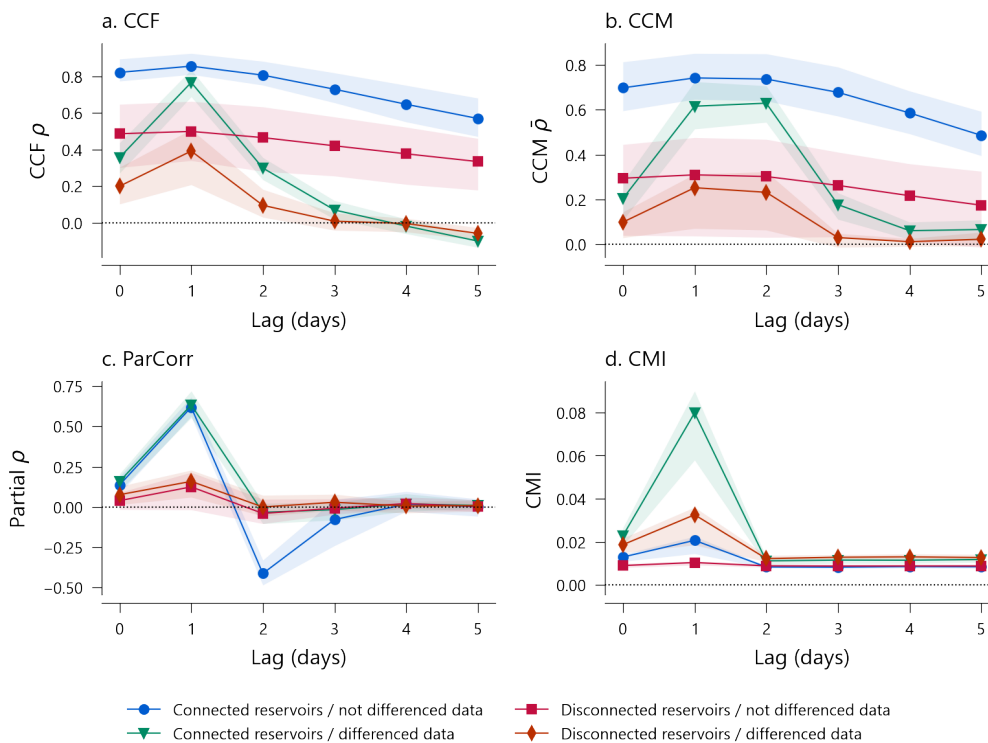 a. CCF
CCF ρ
0.8
0.6
0.4
0.2
0.0
0 1 2 3 4 5
Lag (days)
b. CCM
CCM ρ̄
0.8
0.6
0.4
0.2
0.0
0 1 2 3 4 5
Lag (days)
c. ParCorr
Partial ρ
0.75
0.50
0.25
0.00
−0.25
−0.50
0 1 2 3 4 5
Lag (days)
d. CMI
CMI
0.08
0.06
0.04
0.02
0.00
0 1 2 3 4 5
Lag (days)
Connected reservoirs / not differenced data
Connected reservoirs / differenced data
Disconnected reservoirs / not differenced data
Disconnected reservoirs / differenced data